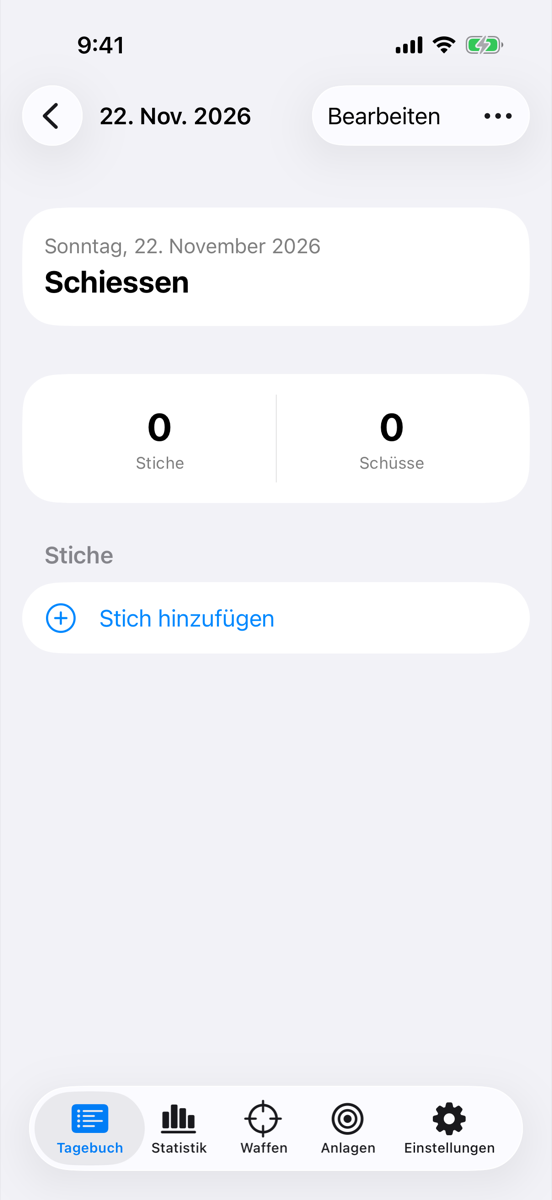 9:41
22. Nov. 2026
Bearbeiten
Sonntag, 22. November 2026
Schiessen
0
Stiche
0
Schüsse
Stiche
Stich hinzufügen
Tagebuch
Statistik
Waffen
Anlagen
Einstellungen